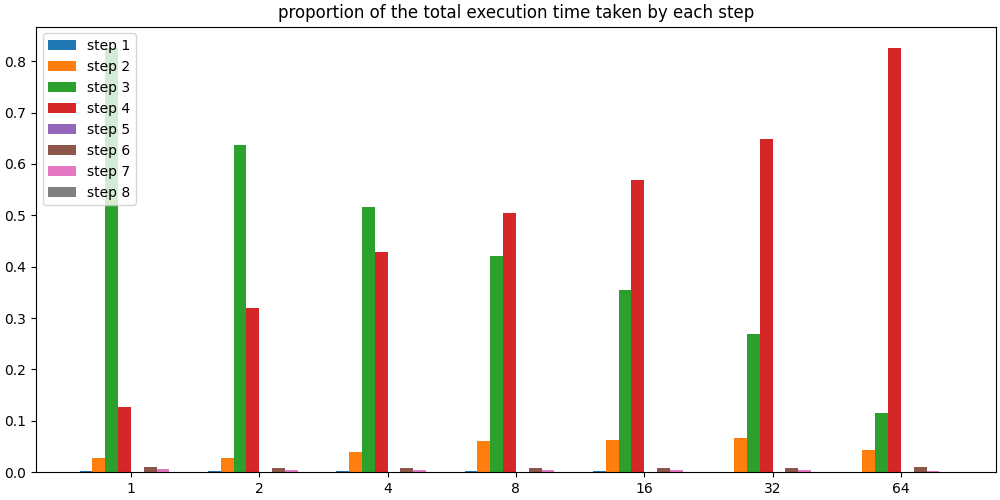 proportion of the total execution time taken by each step
step 1
step 2
step 3
step 4
step 5
step 6
step 7
step 8
0.8
0.7
0.6
0.5
0.4
0.3
0.2
0.1
0.0
1 2 4 8 16 32 64